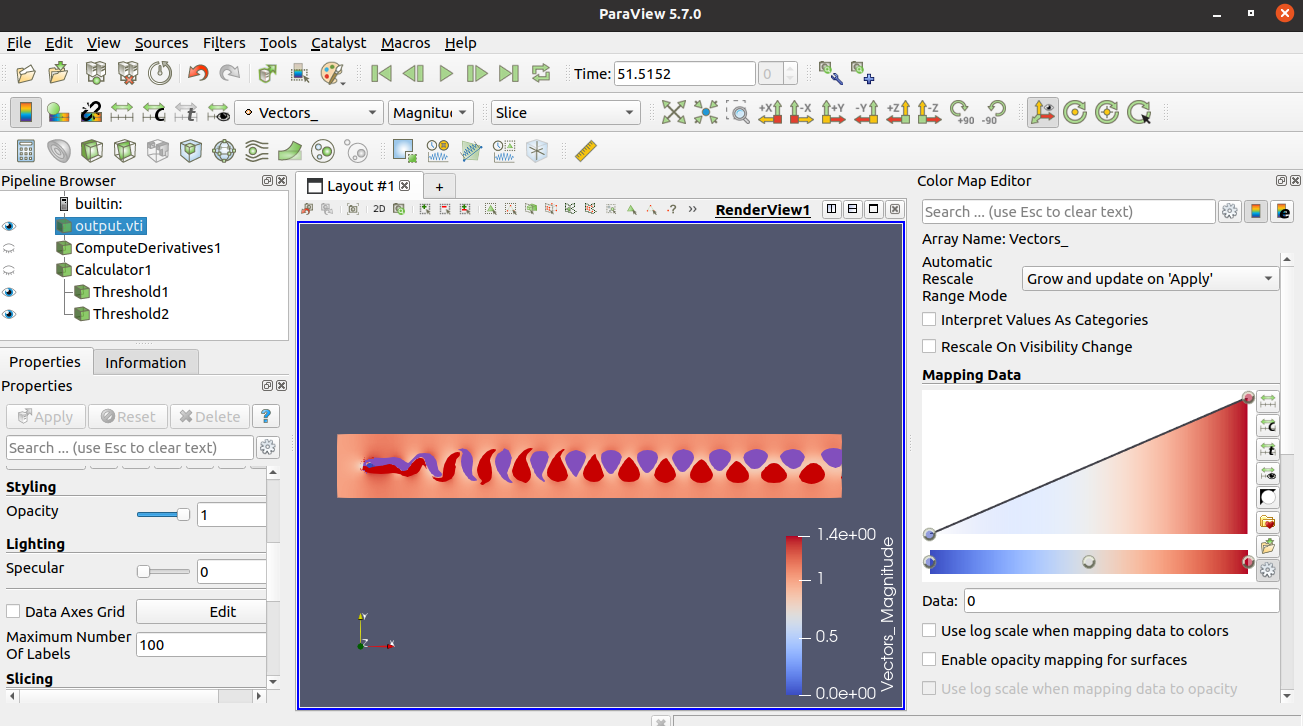 ParaView 5.7.0
File Edit View Sources Filters Tools Catalyst Macros Help
Time: 51.5152 0
Vectors_ Magnitu Slice +X -X +Y -Y +Z -Z +90 -90
Pipeline Browser
builtin:
output.vti
ComputeDerivatives1
Calculator1
Threshold1
Threshold2
Properties Information
Properties
Apply Reset Delete ?
Search ... (use Esc to clear text)
Styling
Opacity 1
Lighting
Specular 0
Data Axes Grid Edit
Maximum Number
Of Labels 100
Slicing
Layout #1 +
2D RenderView1
1.4e+00
1
0.5
0.0e+00
Vectors_ Magnitude
Y
Z X
Color Map Editor
Search ... (use Esc to clear text)
Array Name: Vectors_
Automatic
Rescale
Range Mode
Grow and update on 'Apply'
Interpret Values As Categories
Rescale On Visibility Change
Mapping Data
Data: 0
Use log scale when mapping data to colors
Enable opacity mapping for surfaces
Use log scale when mapping data to opacity